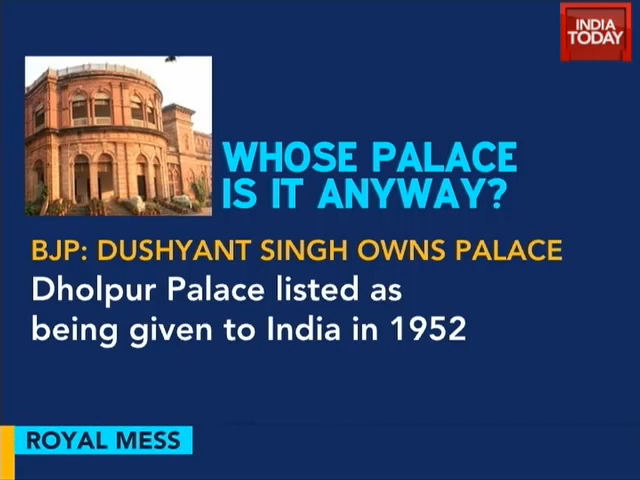 INDIA
TODAY
WHOSE PALACE
IS IT ANYWAY?
BJP: DUSHYANT SINGH OWNS PALACE
Dholpur Palace listed as
being given to India in 1952
ROYAL MESS